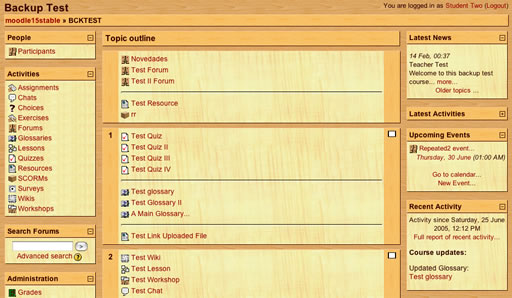 Backup Test
You are logged in as Student Two (Logout)
moodle15stable » BCKTEST
People
Participants
Activities
Assignments
Chats
Choices
Exercises
Forums
Glossaries
Lessons
Quizzes
Resources
SCORMs
Surveys
Wikis
Workshops
Search Forums
>
Advanced search ?
Administration
Grades
Topic outline
Novedades
Test Forum
Test II Forum
Test Resource
rr
1
Test Quiz
Test Quiz II
Test Quiz III
Test Quiz IV
Test glossary
Test Glossary II
A Main Glossary...
Test Link Uploaded File
2
Test Wiki
Test Lesson
Test Workshop
Test Chat
Latest News
14 Feb, 00:37
Teacher Test
Welcome to this backup test
course... more...
Older topics ...
Latest Activities
Upcoming Events
Repeated2 event...
Thursday, 30 June (01:00 AM)
Go to calendar...
New Event...
Recent Activity
Activity since Saturday, 25 June
2005, 12:12 PM
Full report of recent activity...
Course updates:
Updated Glossary:
Test glossary